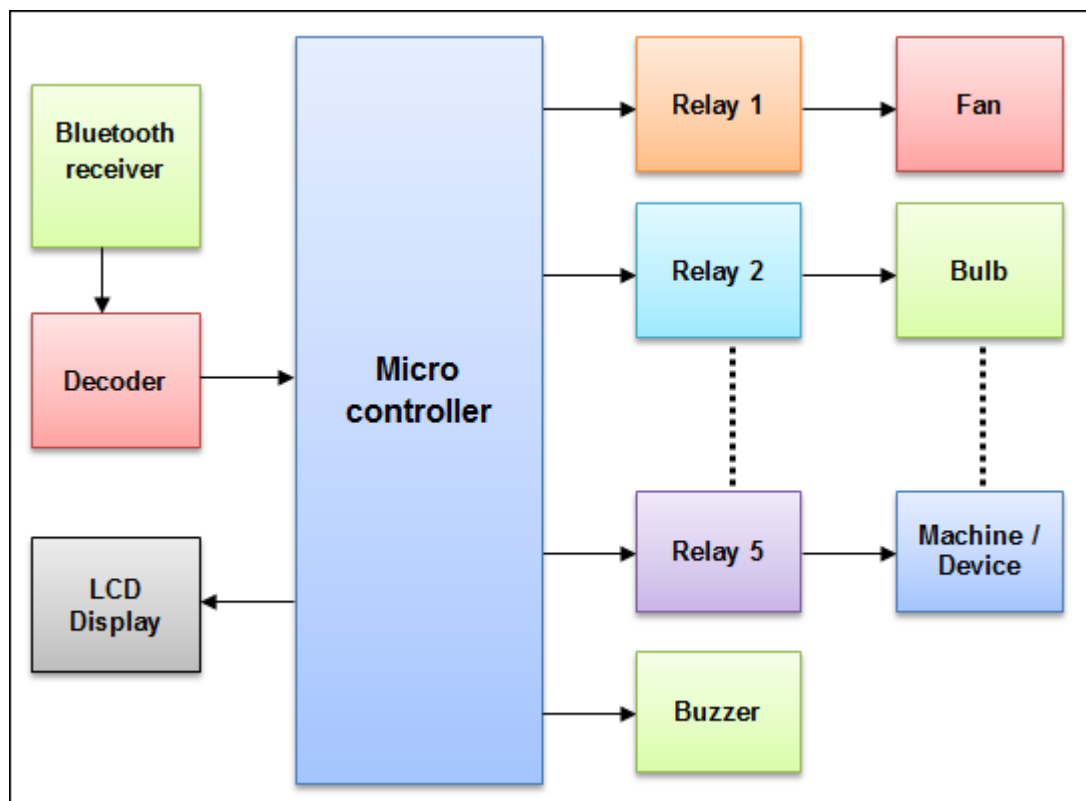 Bluetooth
receiver
Decoder
LCD
Display
Micro
controller
Relay 1
Fan
Relay 2
Bulb
Relay 5
Machine /
Device
Buzzer